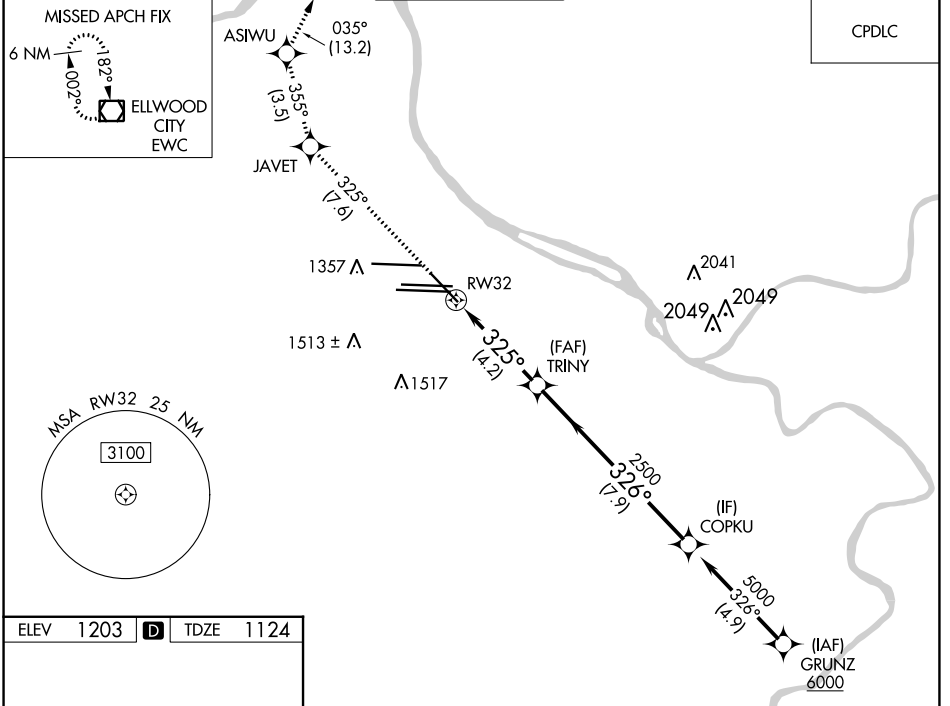 MISSED APCH FIX
6 NM
182°
002°
ELLWOOD
CITY
EWC
ASIWU
035°
(13.2)
CPDLC
355°
(3.5)
JAVET
325°
(7.6)
1357
RW32
2041
2049
2049
1513 ±
325°
(4.2)
(FAF)
TRINY
1517
MSA RW32 25 NM
3100
2500
326°
(7.9)
(IF)
COPKU
5000
326°
(4.9)
(IAF)
GRUNZ
6000
ELEV 1203 D TDZE 1124